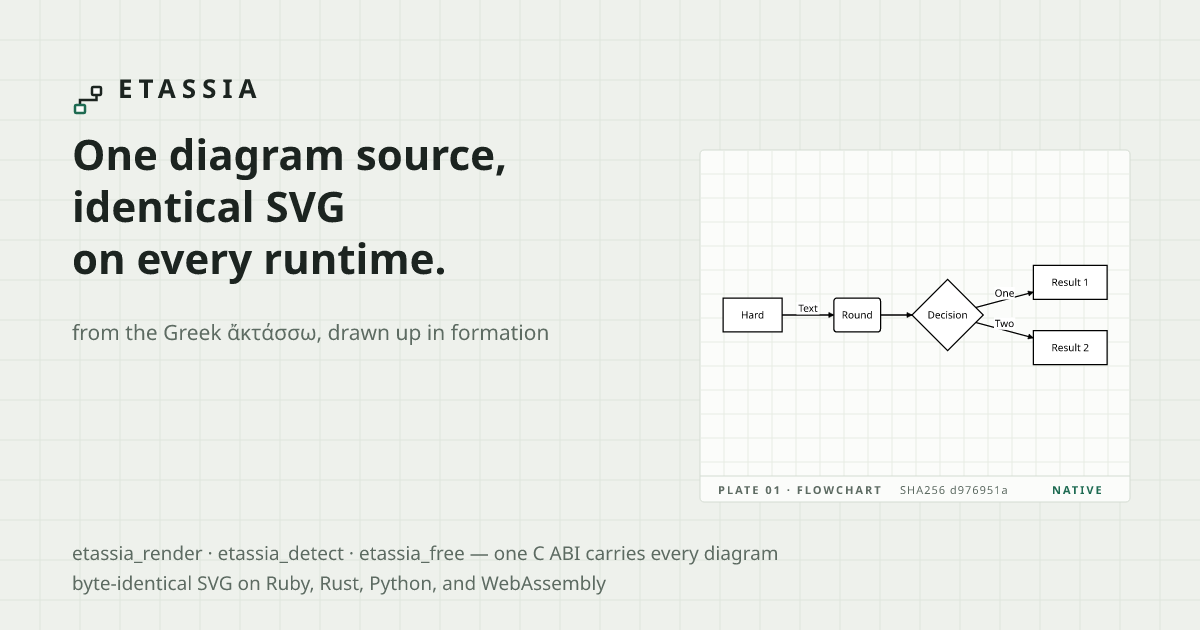 ETASSIA
One diagram source,
identical SVG
on every runtime.
from the Greek ἄκτάσσω, drawn up in formation
Hard
Text
Round
Decision
One
Two
Result 1
Result 2
PLATE 01 · FLOWCHART SHA256 d976951a NATIVE
etassia_render · etassia_detect · etassia_free — one C ABI carries every diagram
byte-identical SVG on Ruby, Rust, Python, and WebAssembly